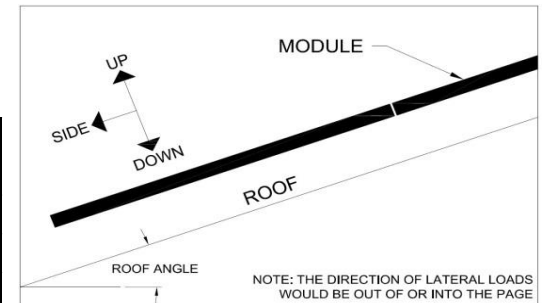 MODULE
UP
SIDE
DOWN
ROOF
ROOF ANGLE
NOTE: THE DIRECTION OF LATERAL LOADS
WOULD BE OUT OF OR INTO THE PAGE